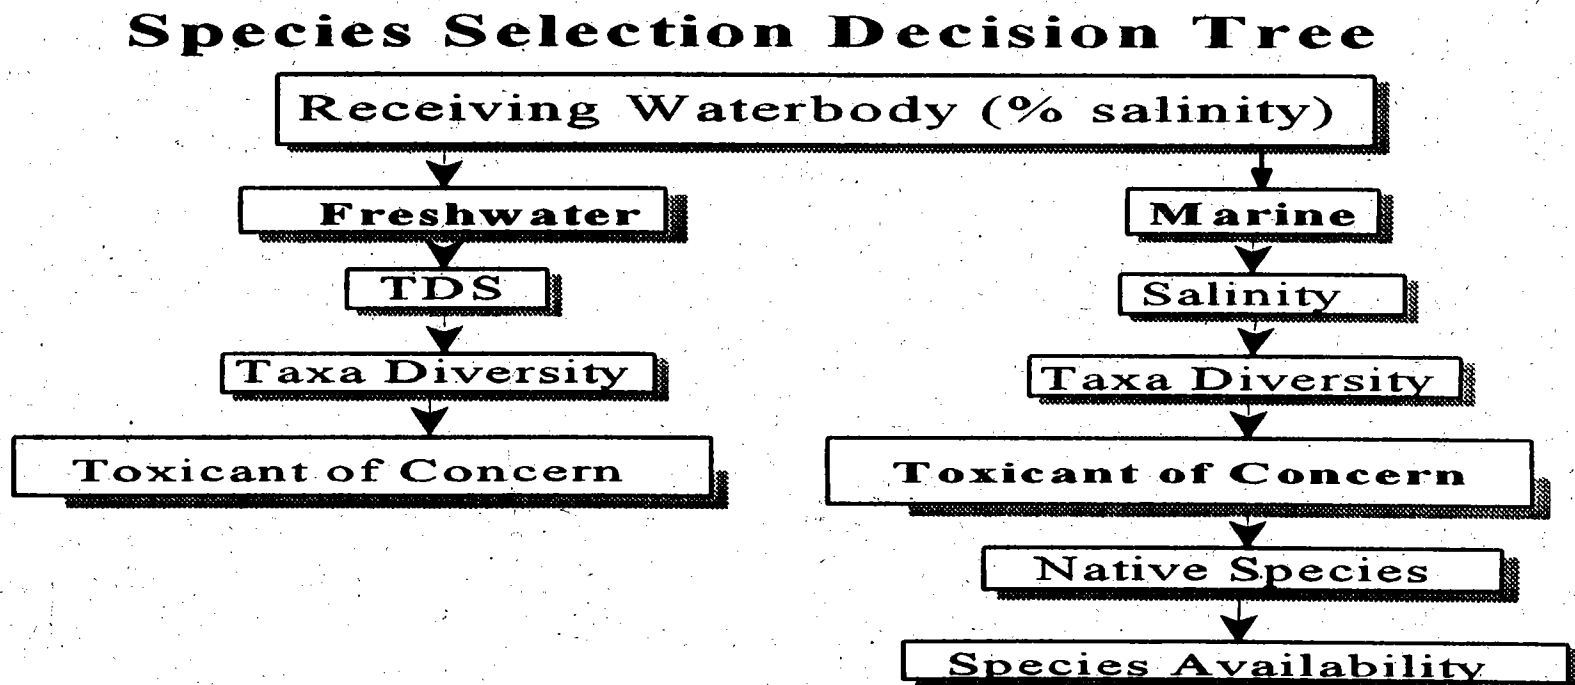 Species Selection Decision Tree
Receiving Waterbody (% salinity)
Freshwater
Marine
TDS
Salinity
Taxa Diversity
Taxa Diversity
Toxicant of Concern
Toxicant of Concern
Native Species
Species Availability